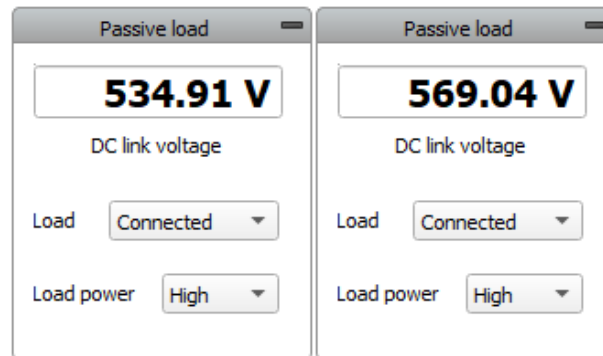 Passive load
534.91 V
DC link voltage
Load Connected
Load power High
Passive load
569.04 V
DC link voltage
Load Connected
Load power High